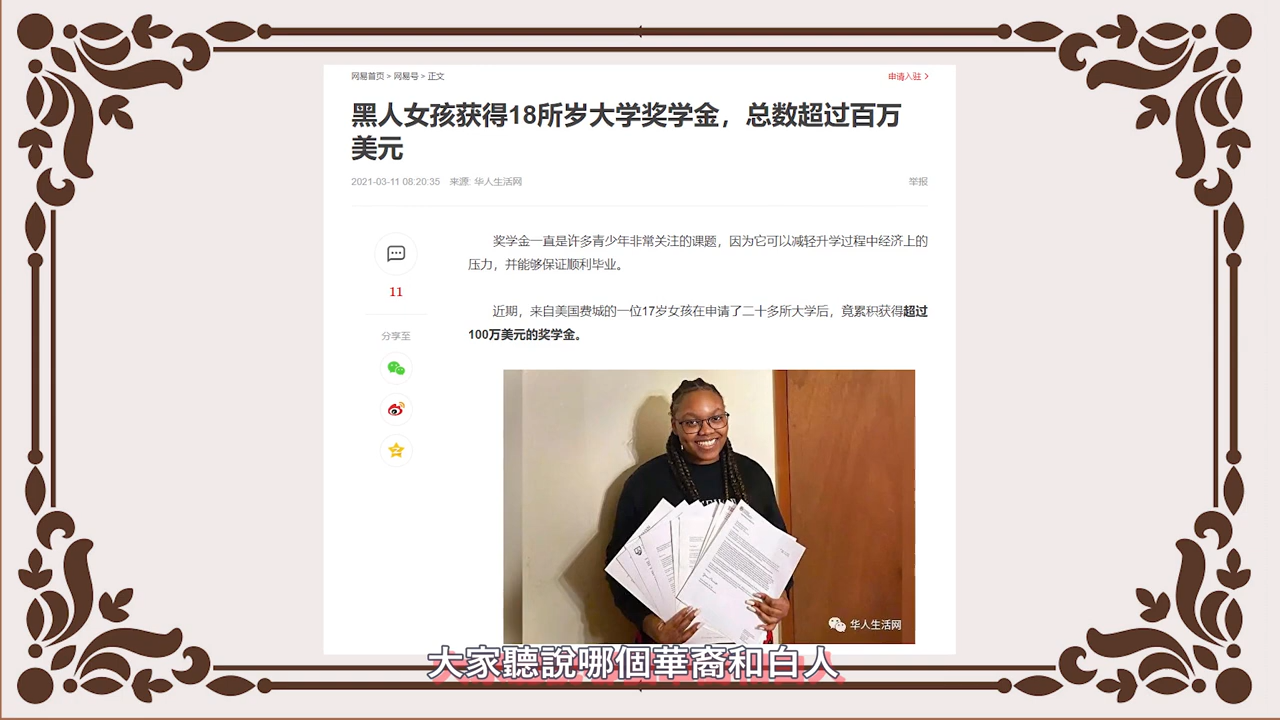 网易首页 > 网易号 > 正文
申请入驻 >
黑人女孩获得18所岁大学奖学金，总数超过百万
美元
2021-03-11 08:20:35 来源: 华人生活网
举报
奖学金一直是许多青少年非常关注的课题，因为它可以减轻升学过程中经济上的
压力，并能够保证顺利毕业。
11
近期，来自美国费城的一位17岁女孩在申请了二十多所大学后，竟累积获得超过
100万美元的奖学金。
分享至
华人生活网
大家聽說哪個華裔和白人